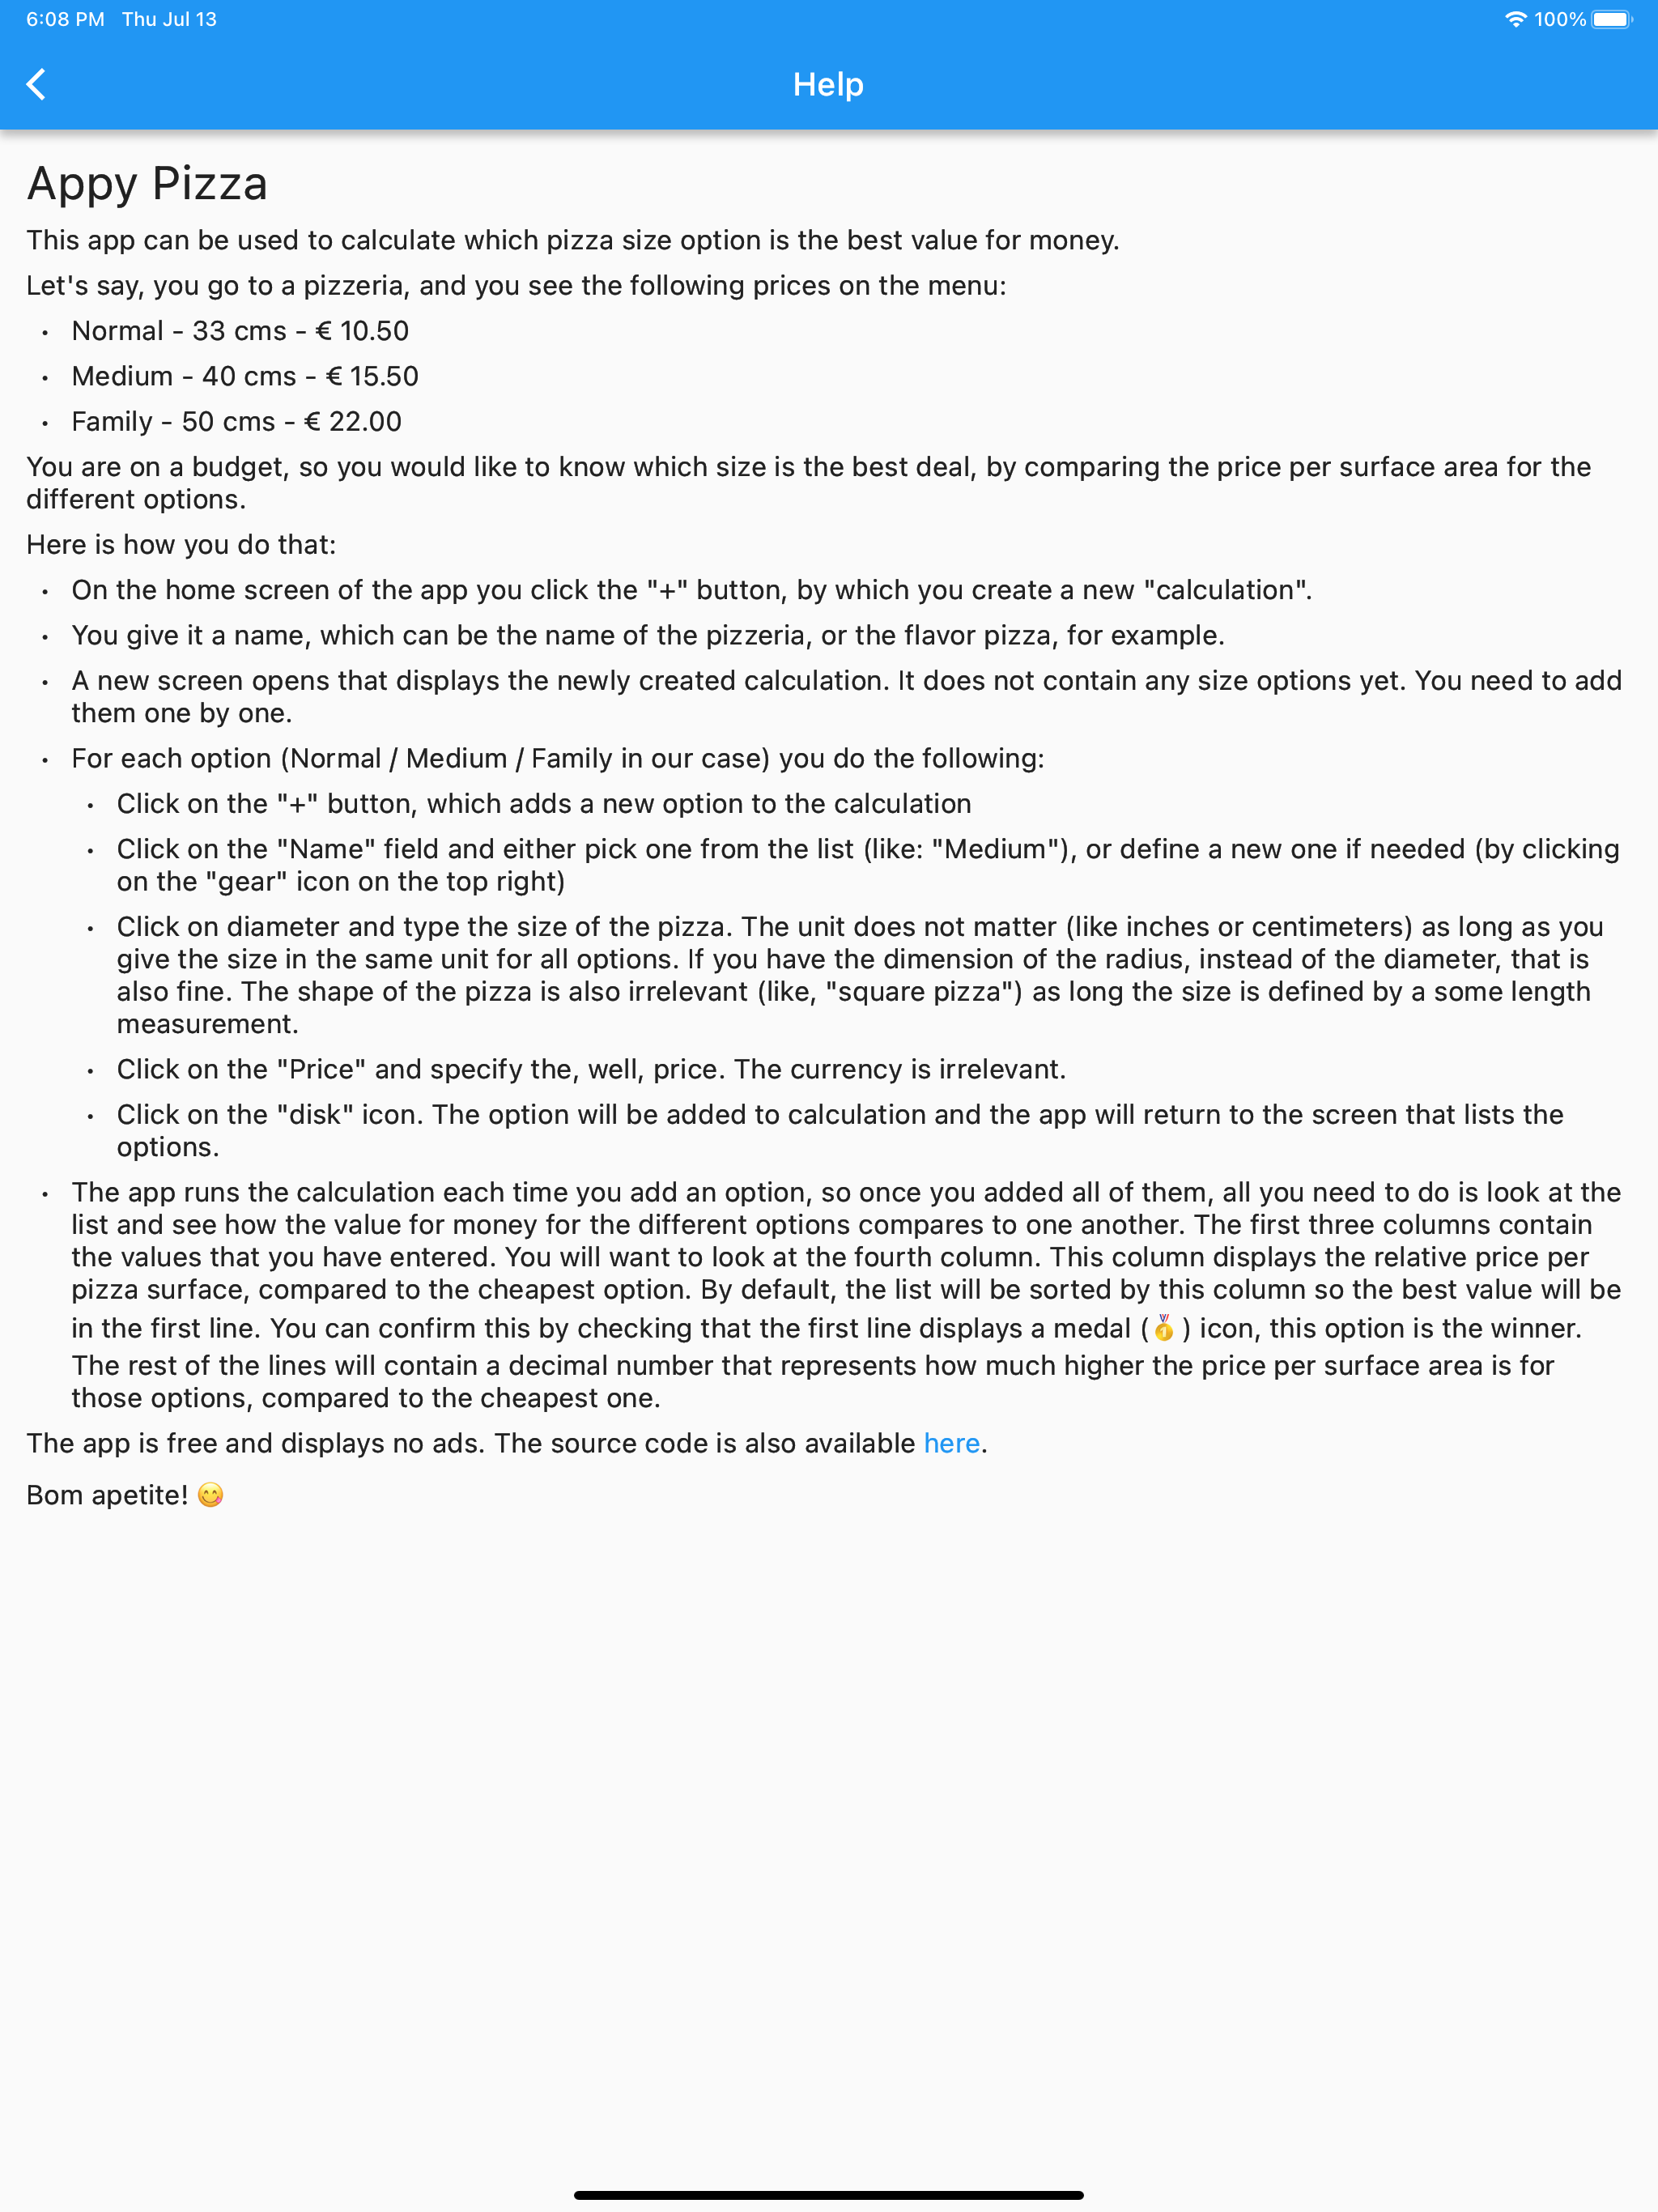 6:08 PM Thu Jul 13
100%
Help
Appy Pizza
This app can be used to calculate which pizza size option is the best value for money.
Let's say, you go to a pizzeria, and you see the following prices on the menu:
• Normal - 33 cms - € 10.50
• Medium - 40 cms - € 15.50
• Family - 50 cms - € 22.00
You are on a budget, so you would like to know which size is the best deal, by comparing the price per surface area for the
different options.
Here is how you do that:
• On the home screen of the app you click the "+" button, by which you create a new "calculation".
• You give it a name, which can be the name of the pizzeria, or the flavor pizza, for example.
• A new screen opens that displays the newly created calculation. It does not contain any size options yet. You need to add
them one by one.
• For each option (Normal / Medium / Family in our case) you do the following:
• Click on the "+" button, which adds a new option to the calculation
• Click on the "Name" field and either pick one from the list (like: "Medium"), or define a new one if needed (by clicking
on the "gear" icon on the top right)
• Click on diameter and type the size of the pizza. The unit does not matter (like inches or centimeters) as long as you
give the size in the same unit for all options. If you have the dimension of the radius, instead of the diameter, that is
also fine. The shape of the pizza is also irrelevant (like, "square pizza") as long the size is defined by a some length
measurement.
• Click on the "Price" and specify the, well, price. The currency is irrelevant.
• Click on the "disk" icon. The option will be added to calculation and the app will return to the screen that lists the
options.
• The app runs the calculation each time you add an option, so once you added all of them, all you need to do is look at the
list and see how the value for money for the different options compares to one another. The first three columns contain
the values that you have entered. You will want to look at the fourth column. This column displays the relative price per
pizza surface, compared to the cheapest option. By default, the list will be sorted by this column so the best value will be
in the first line. You can confirm this by checking that the first line displays a medal (🥇) icon, this option is the winner.
The rest of the lines will contain a decimal number that represents how much higher the price per surface area is for
those options, compared to the cheapest one.
The app is free and displays no ads. The source code is also available here.
Bom apetite! 😋